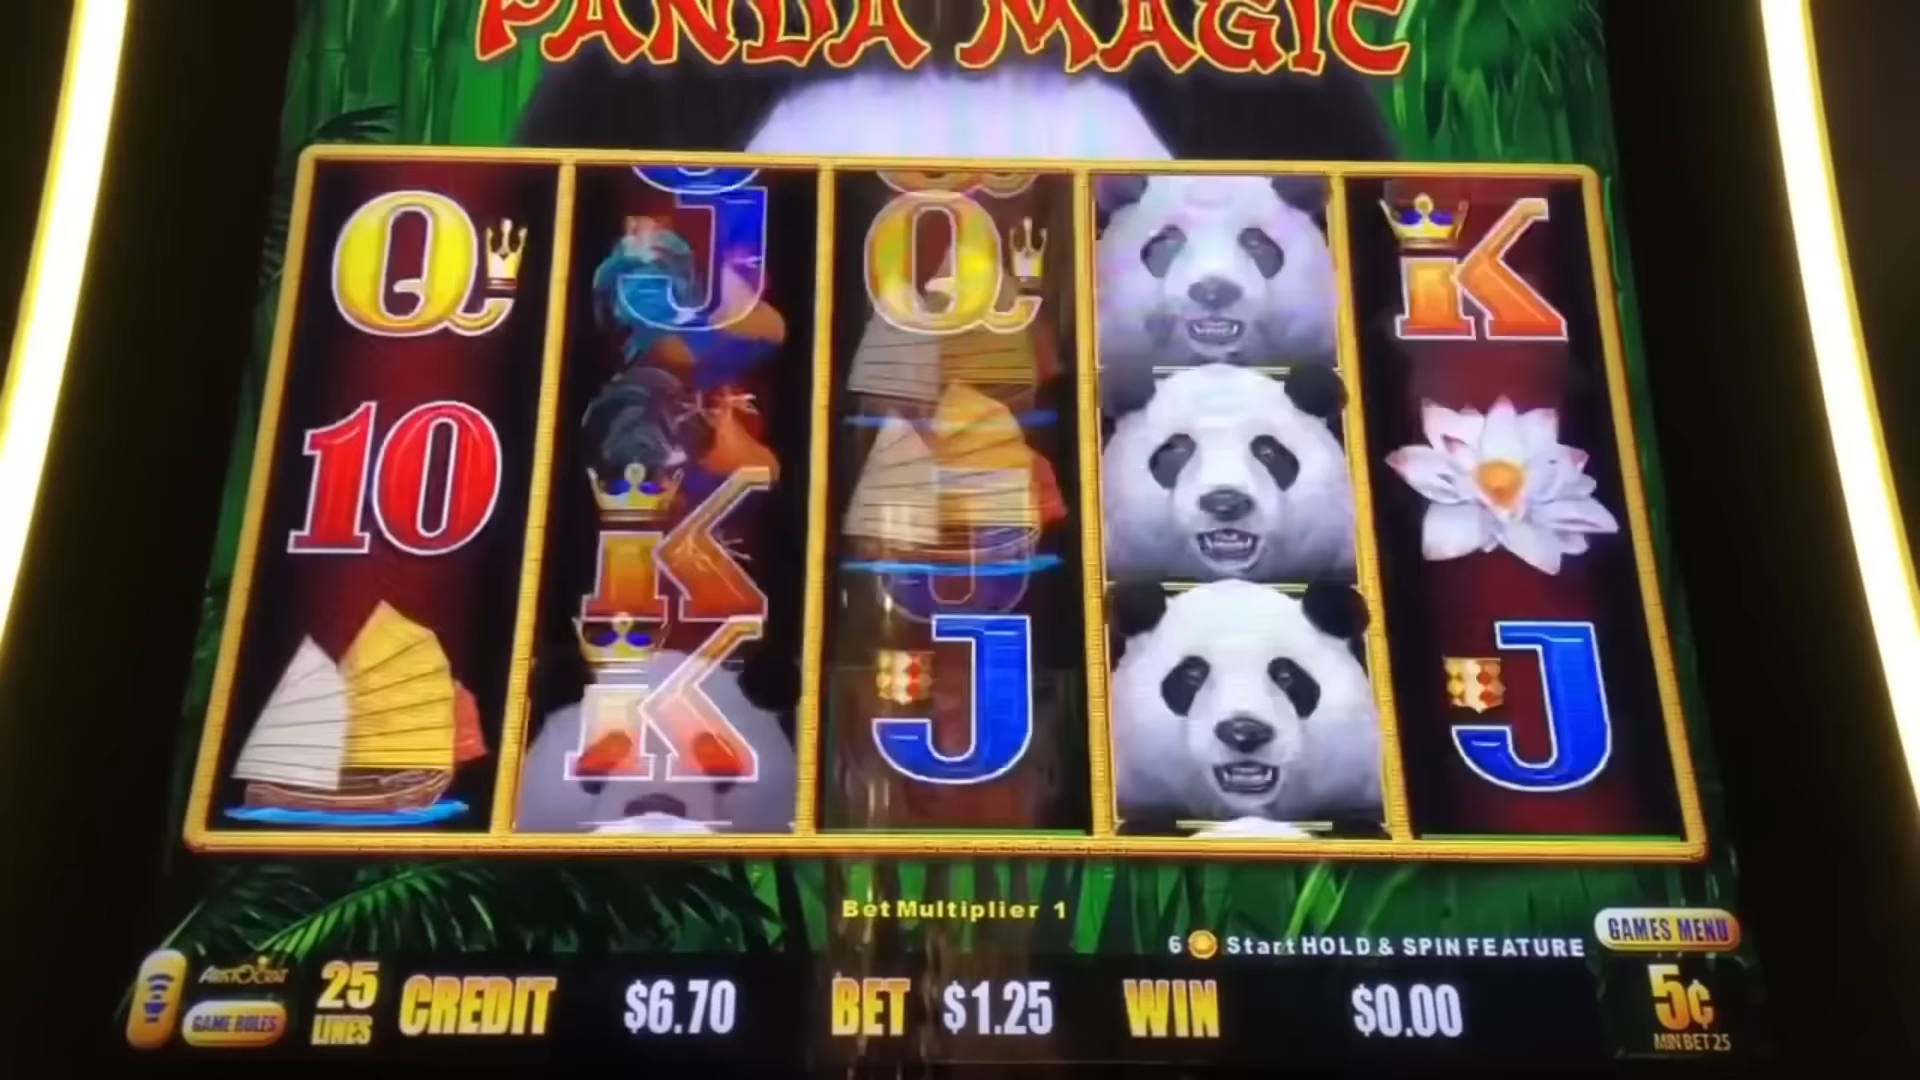 PANDA MAGIC
Q J Q K
10 K
K J J
Bet Multiplier 1
6 Start HOLD & SPIN FEATURE
GAMES MENU
ARISTOCRAT
GAME RULES
25 LINES
CREDIT $6.70
BET $1.25
WIN $0.00
5¢
MIN BET 25